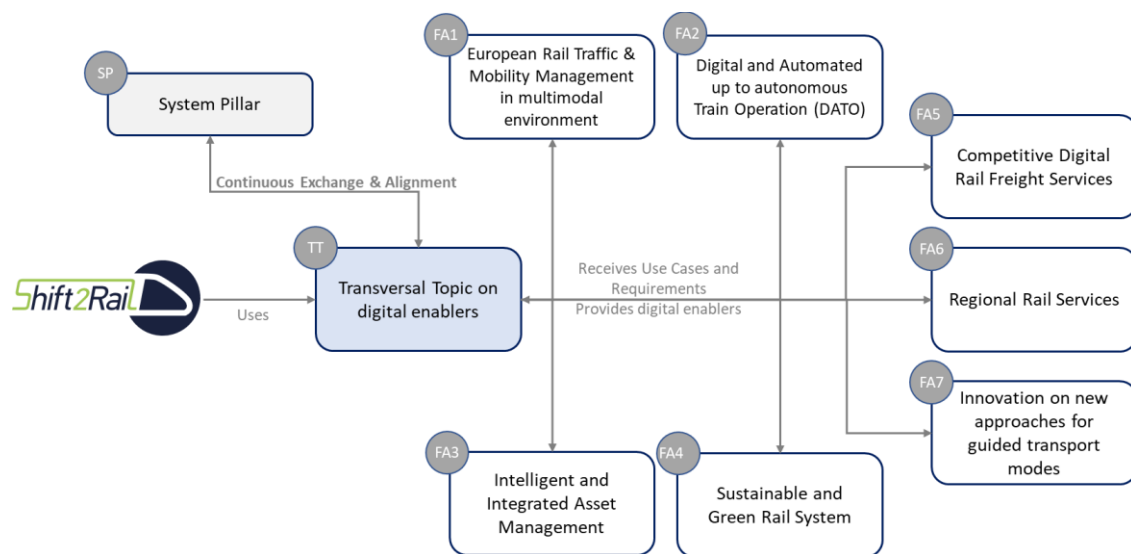 FA1
European Rail Traffic &
Mobility Management
in multimodal
environment
FA2
Digital and Automated
up to autonomous
Train Operation (DATO)
SP
System Pillar
FA5
Competitive Digital
Rail Freight Services
Continuous Exchange & Alignment
TT
Transversal Topic on
digital enablers
Shift2Rail
Uses
Receives Use Cases and
Requirements
Provides digital enablers
FA6
Regional Rail Services
FA7
Innovation on new
approaches for
guided transport
modes
FA3
Intelligent and
Integrated Asset
Management
FA4
Sustainable and
Green Rail System